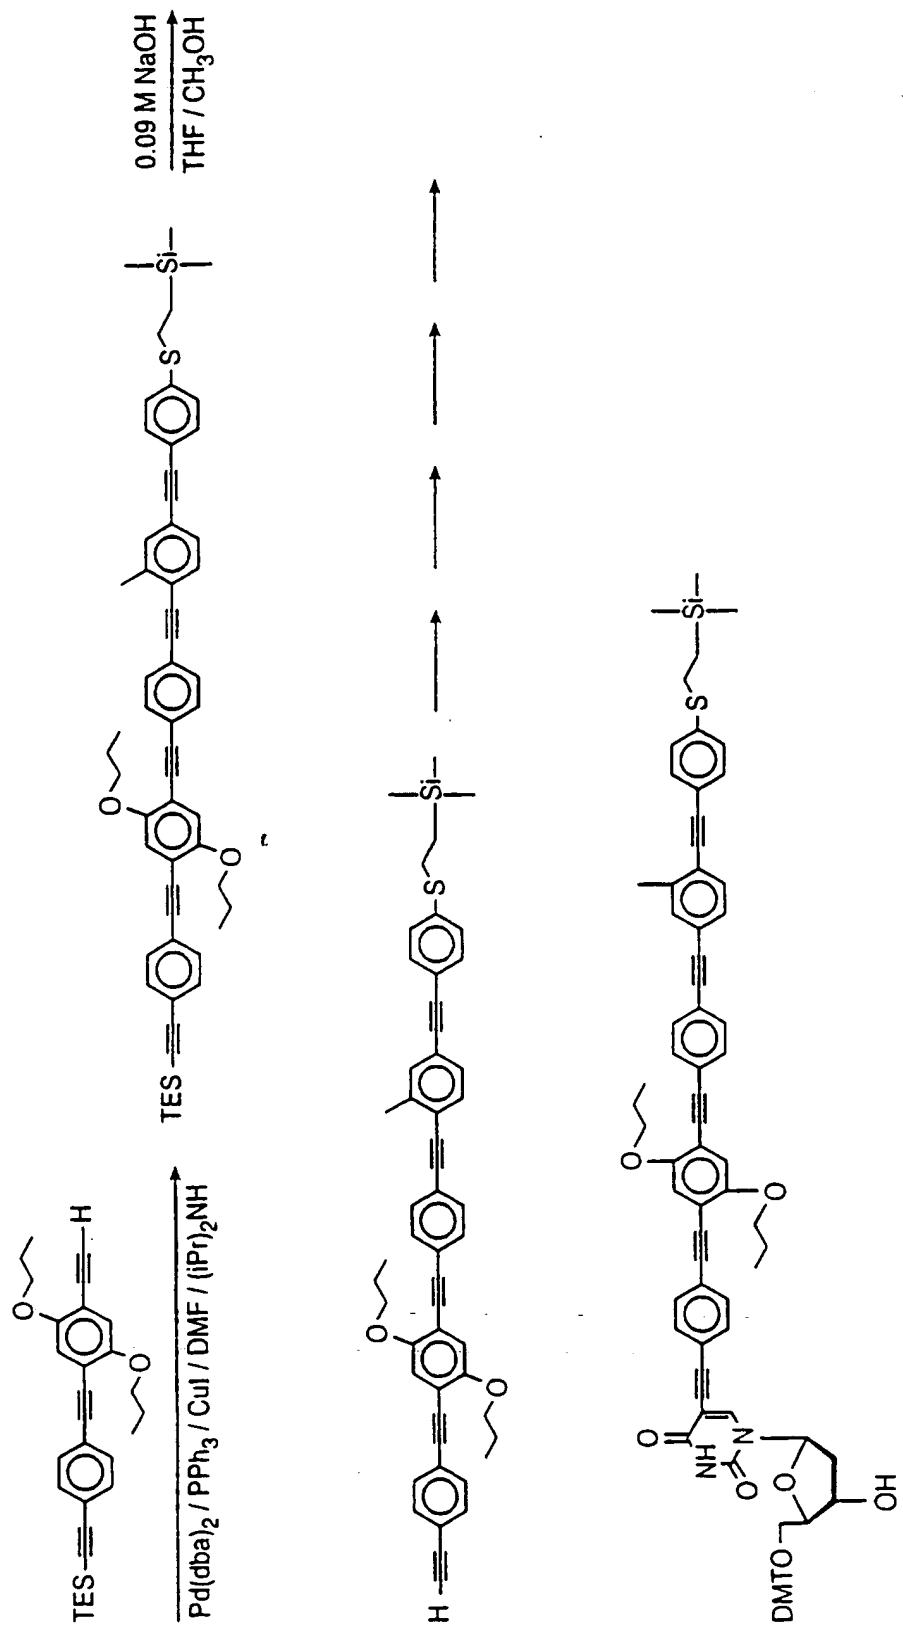 TES
O
O
H
Pd(dba)2 / PPh3 / CuI / DMF / (iPr)2NH
TES
O
O
S
Si
0.09 M NaOH
THF / CH3OH
H
O
O
S
Si
DMTO
O
OH
N
O
NH
O
O
O
S
Si